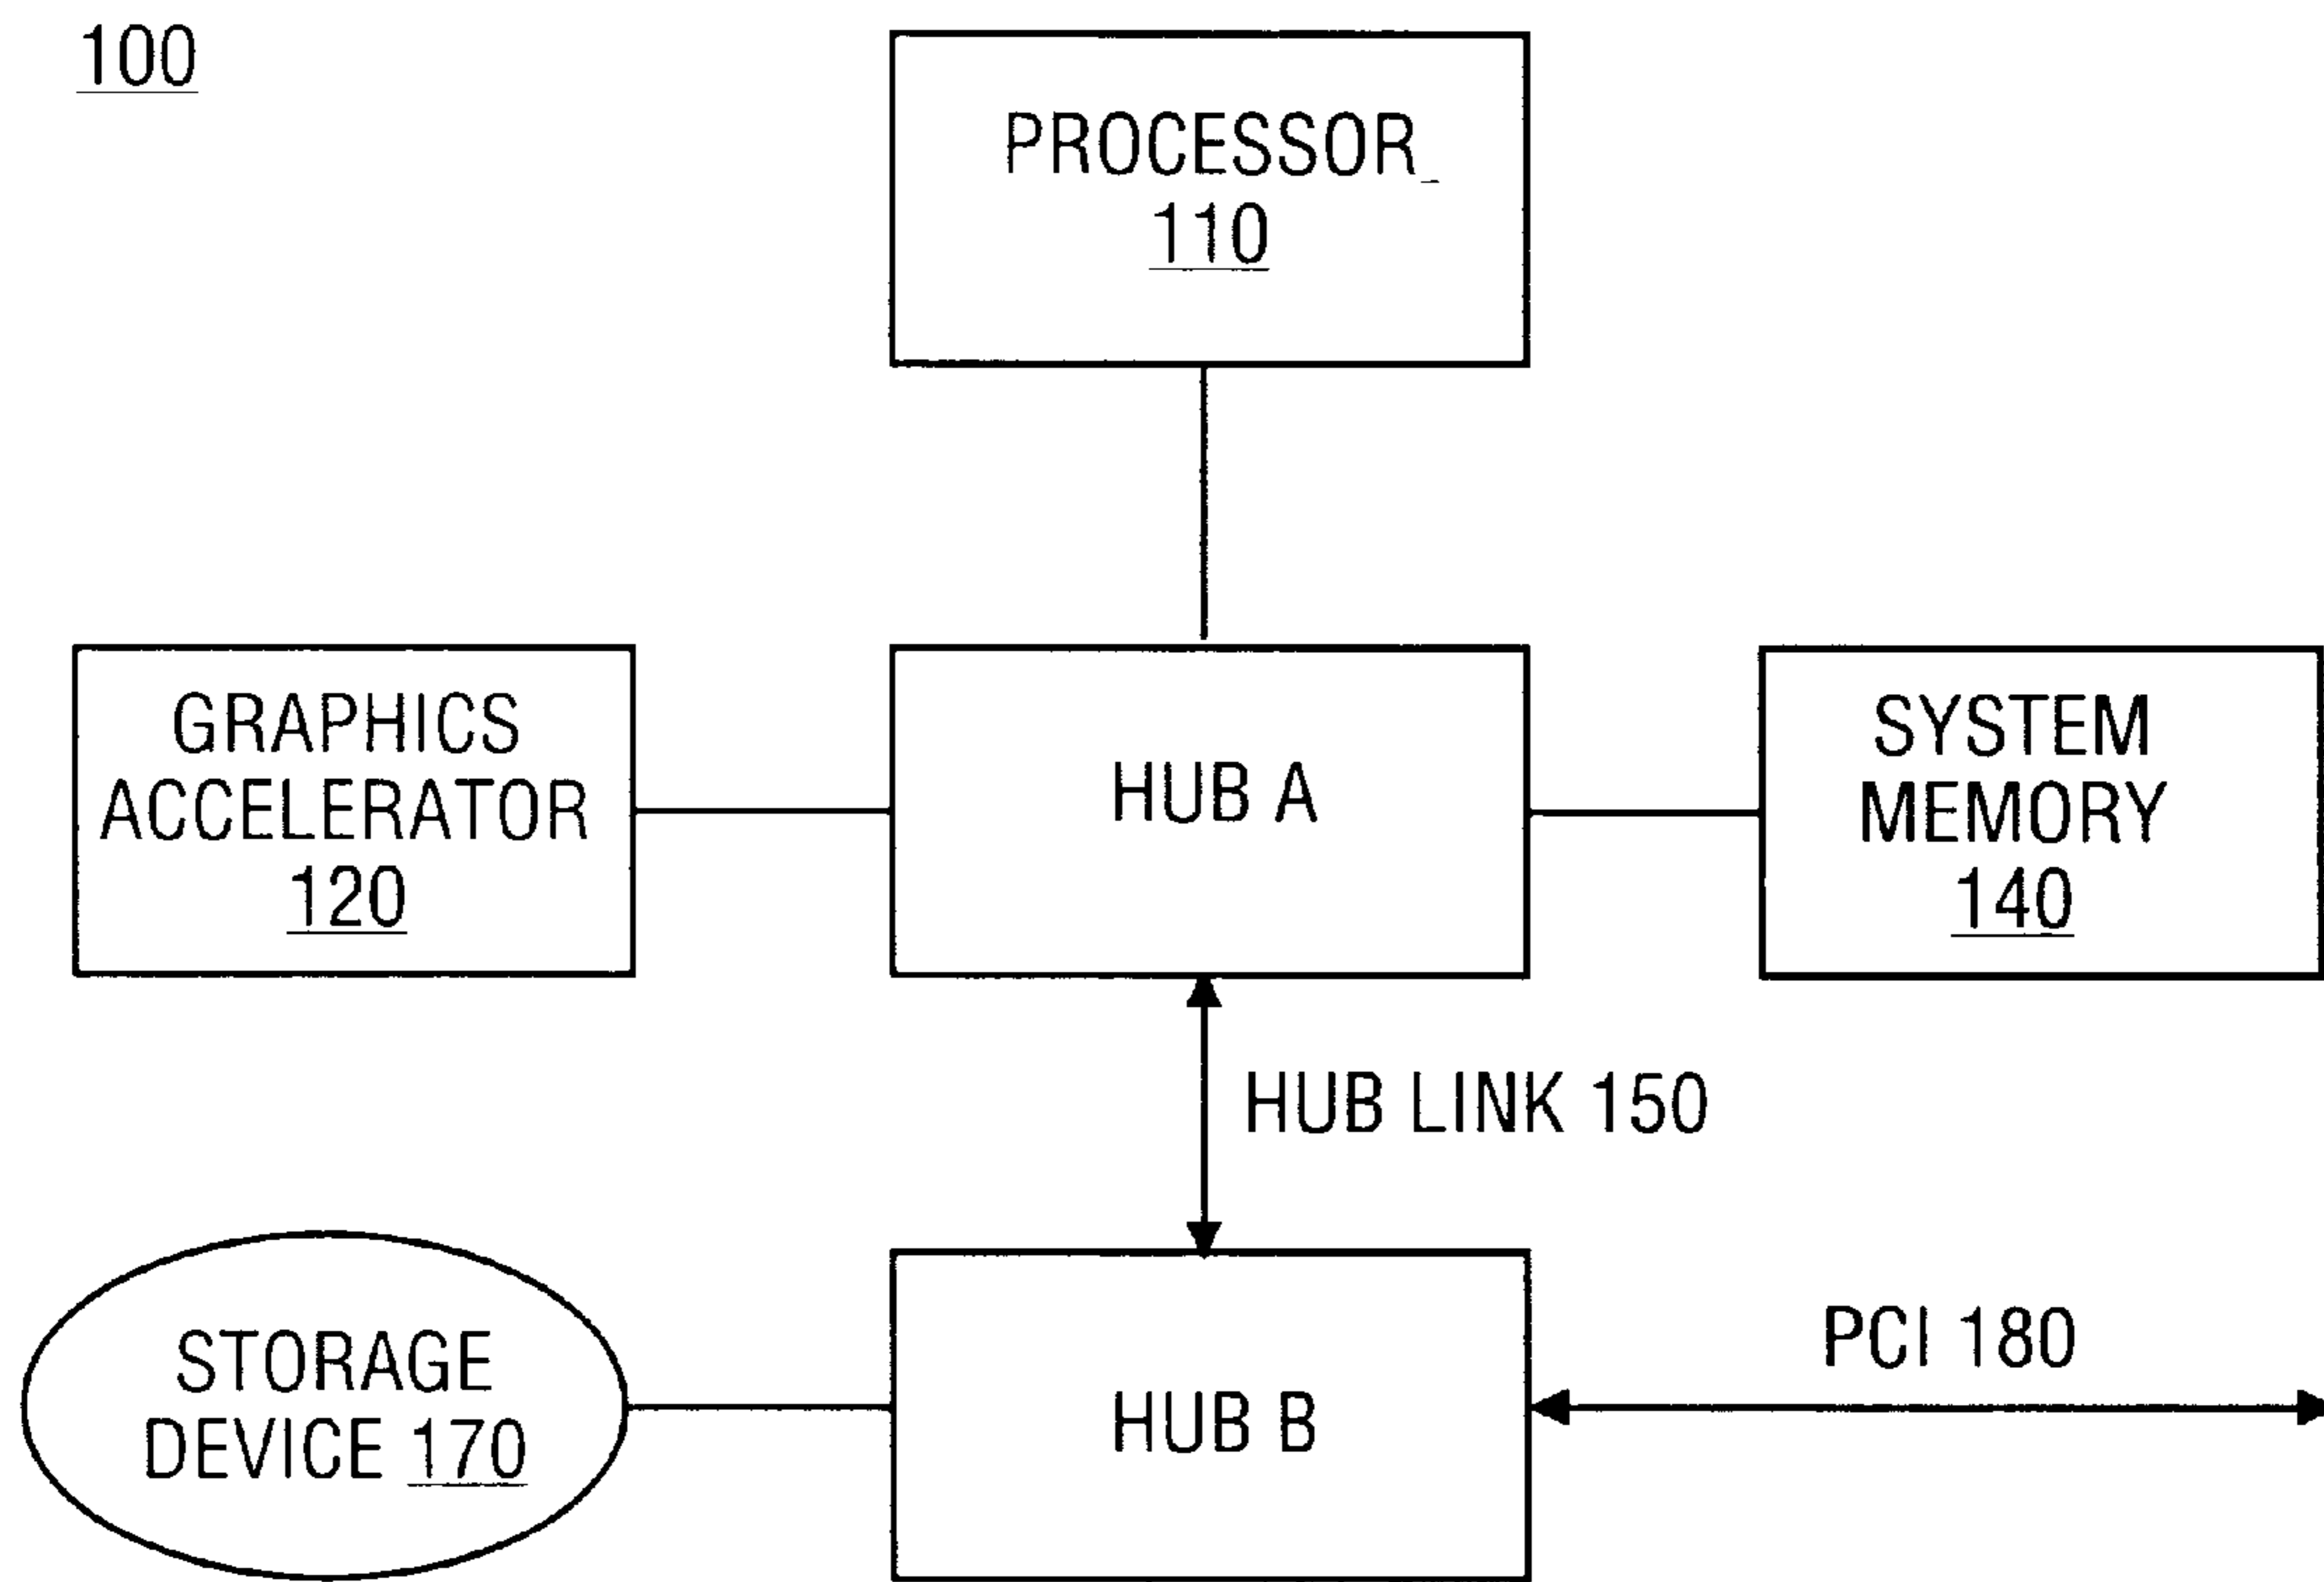 100
PROCESSOR
110
GRAPHICS
ACCELERATOR
120
HUB A
SYSTEM
MEMORY
140
HUB LINK 150
STORAGE
DEVICE 170
HUB B
PCI 180